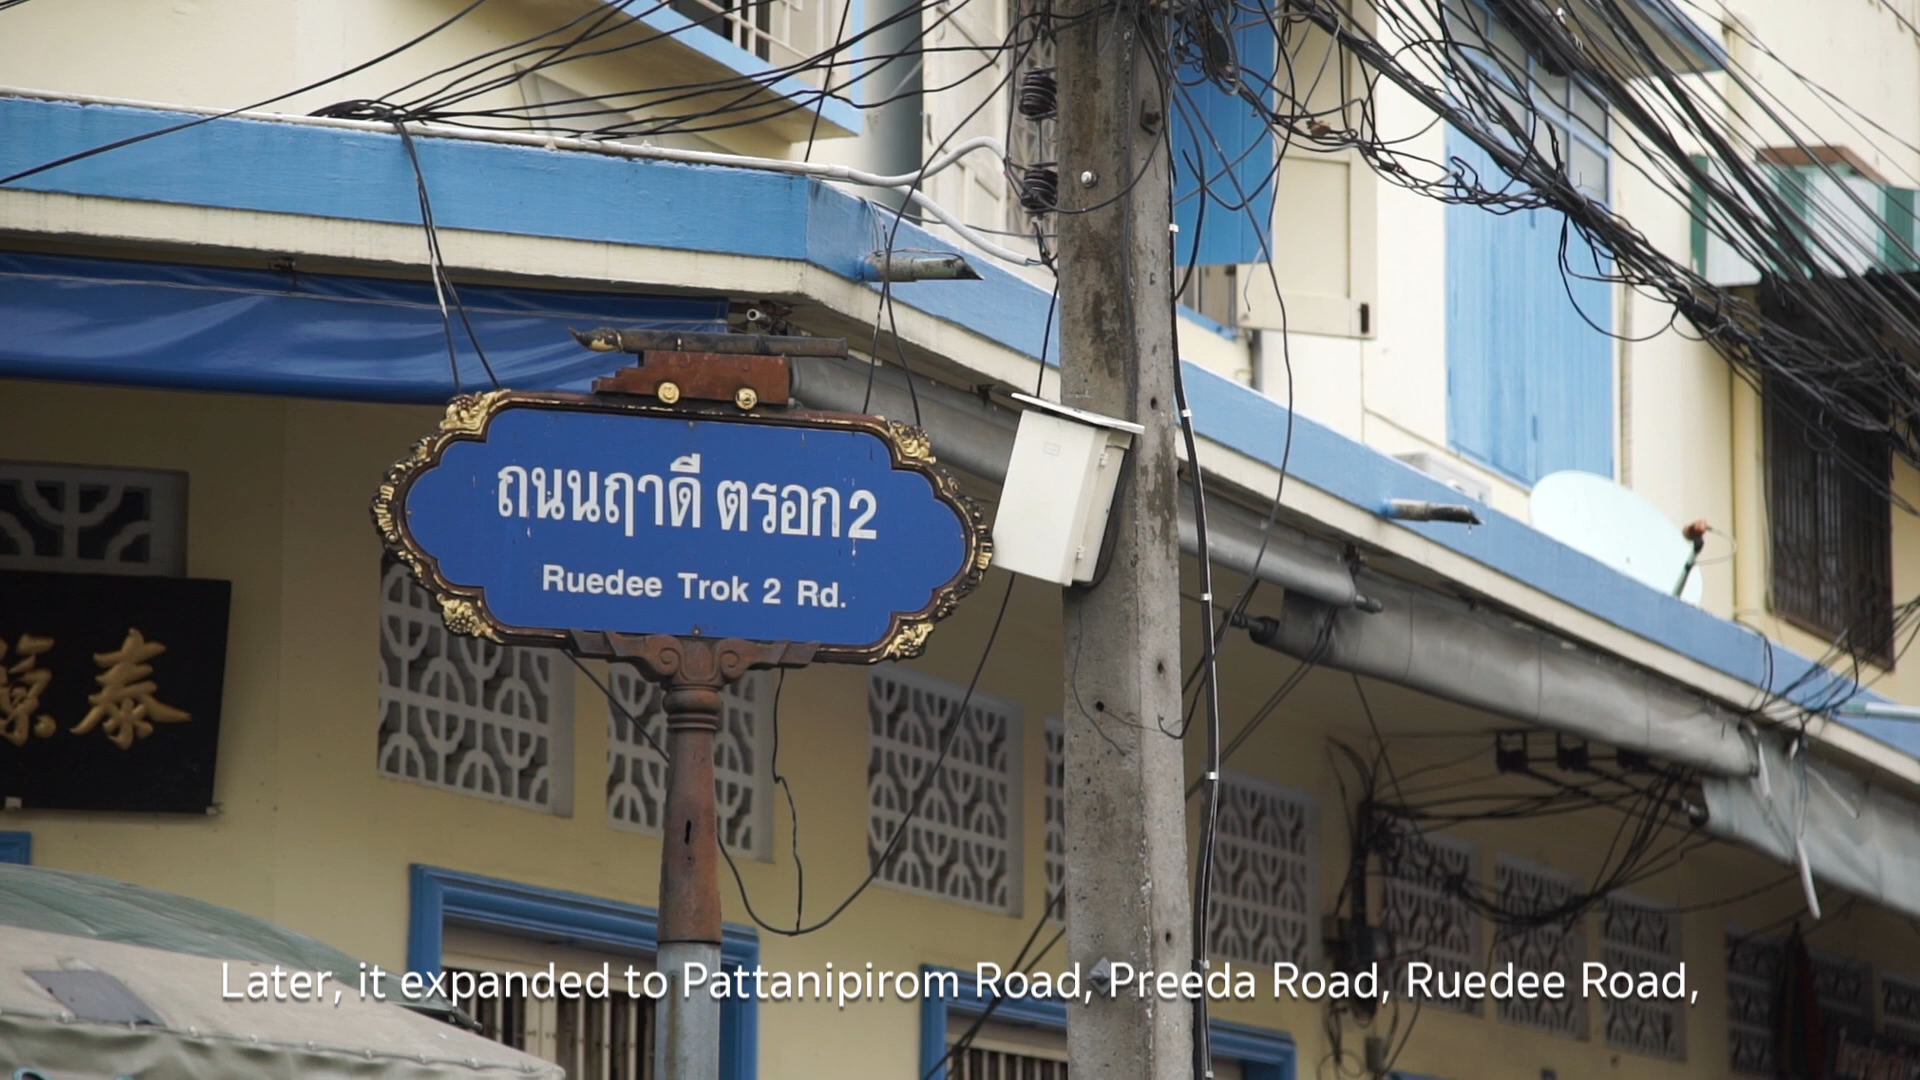 ถนนฤาดี ตรอก2
Ruedee Trok 2 Rd.
源泰
Later, it expanded to Pattanipirom Road, Preeda Road, Ruedee Road,